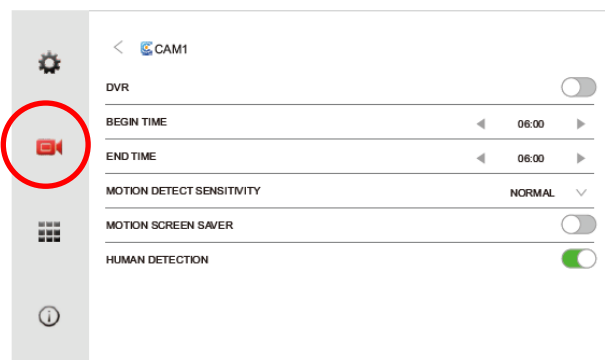 CAM1
DVR
BEGIN TIME 06:00
END TIME 06:00
MOTION DETECT SENSITIVITY NORMAL
MOTION SCREEN SAVER
HUMAN DETECTION